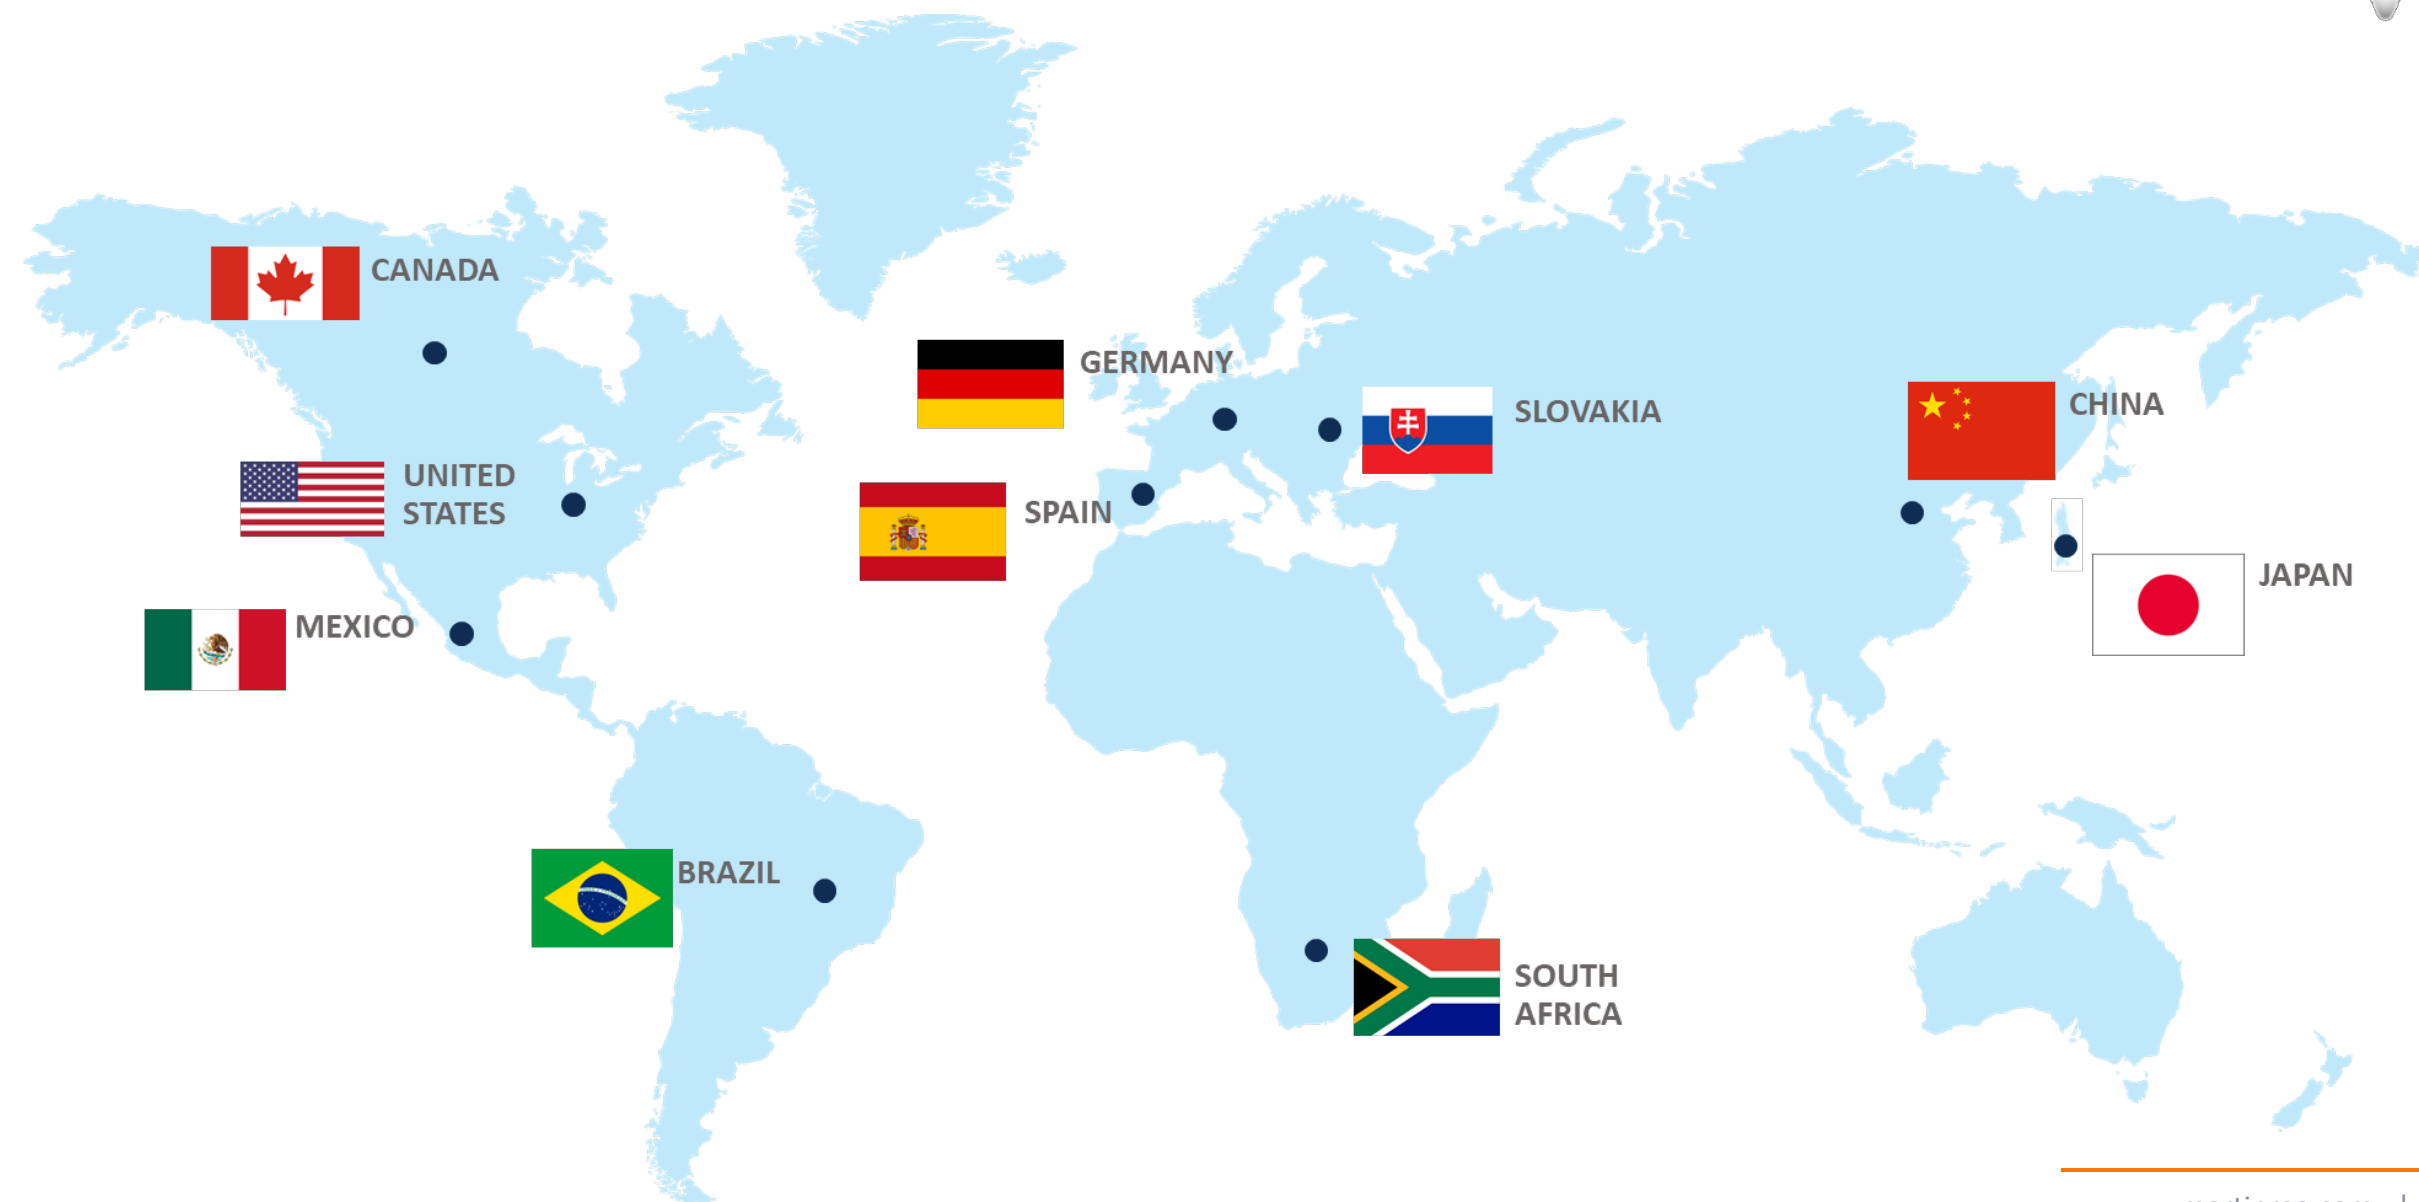 CANADA
GERMANY
SLOVAKIA
CHINA
UNITED
STATES
SPAIN
JAPAN
MEXICO
BRAZIL
SOUTH
AFRICA